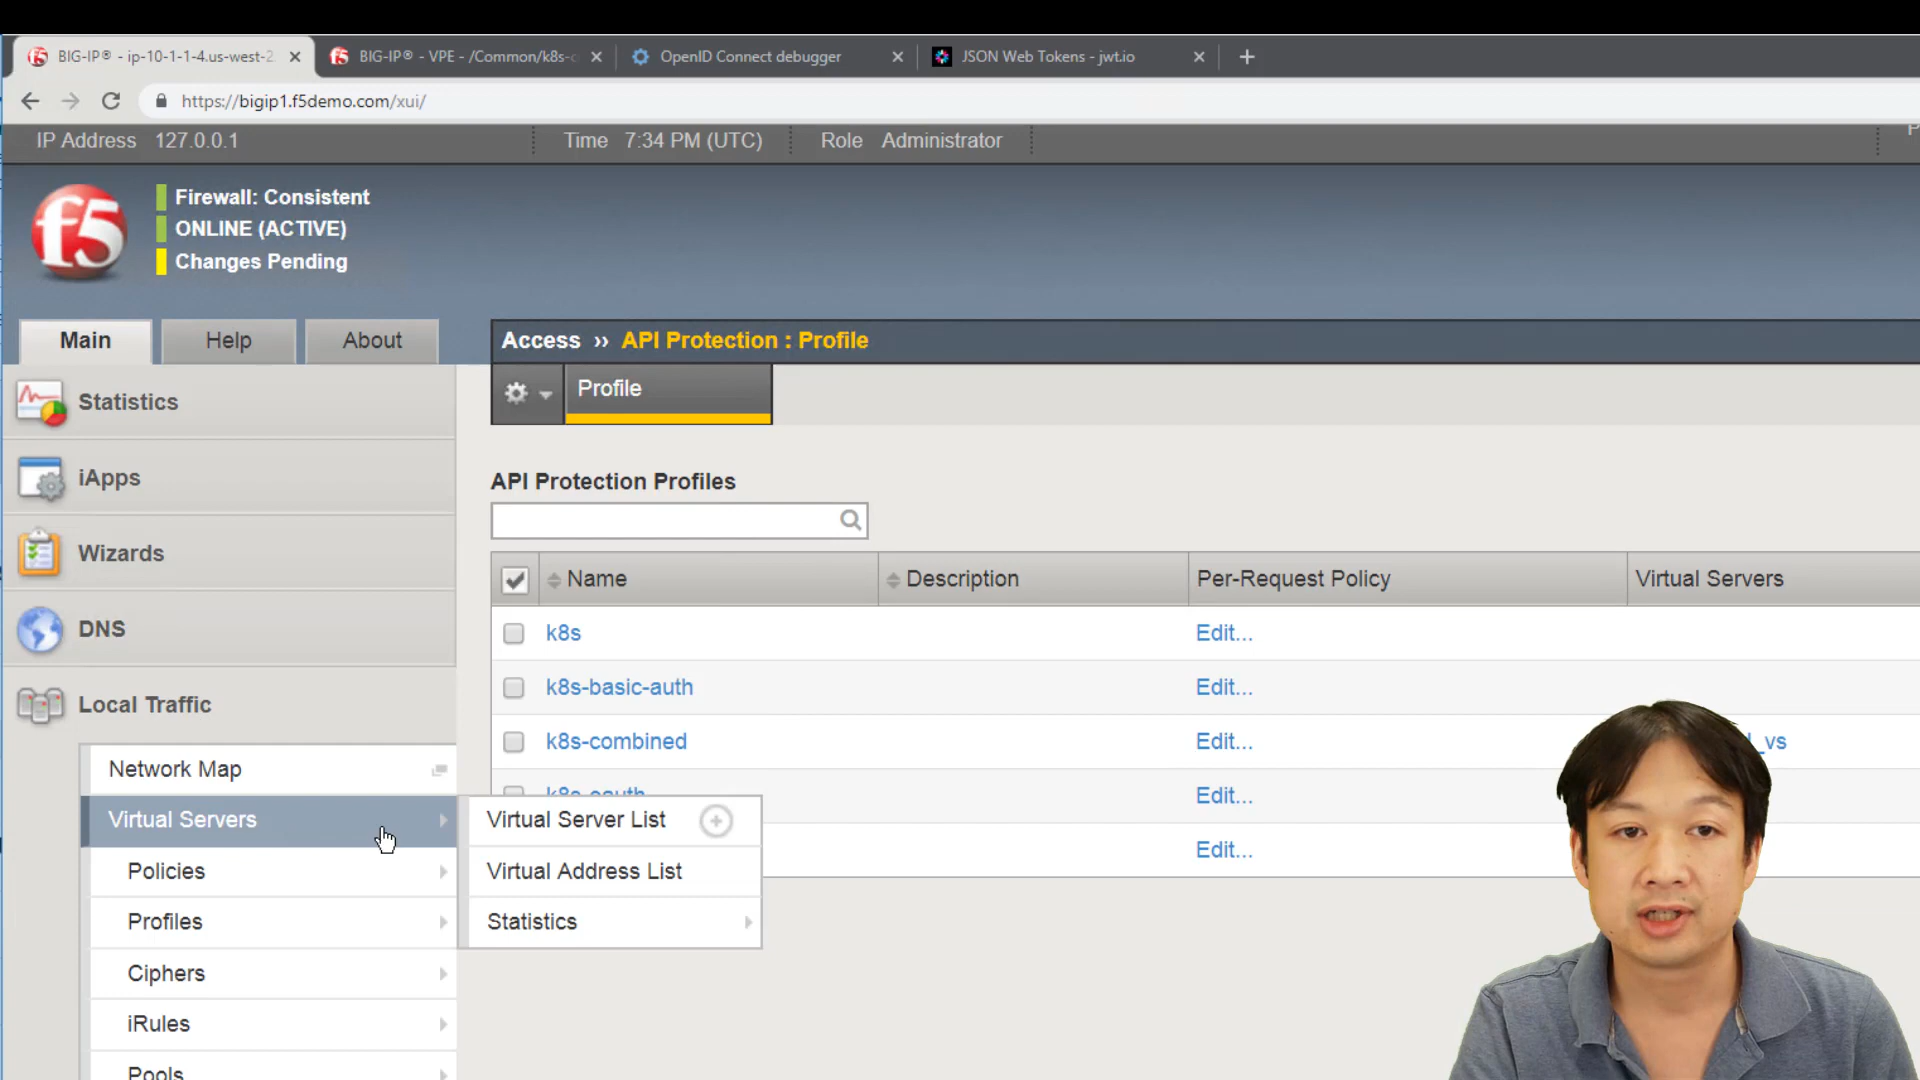 BIG-IP® - ip-10-1-1-4.us-west-2
BIG-IP® - VPE - /Common/k8s-
OpenID Connect debugger
JSON Web Tokens - jwt.io
https://bigip1.f5demo.com/xui/
IP Address 127.0.0.1
Time 7:34 PM (UTC)
Role Administrator
f5
Firewall: Consistent
ONLINE (ACTIVE)
Changes Pending
Main
Help
About
Access ›› API Protection : Profile
Profile
Statistics
iApps
Wizards
DNS
Local Traffic
Network Map
Virtual Servers
Policies
Profiles
Ciphers
iRules
Pools
Virtual Server List
Virtual Address List
Statistics
API Protection Profiles
Name Description Per-Request Policy Virtual Servers
k8s Edit...
k8s-basic-auth Edit...
k8s-combined Edit... _vs
k8s-oauth Edit...
Edit...